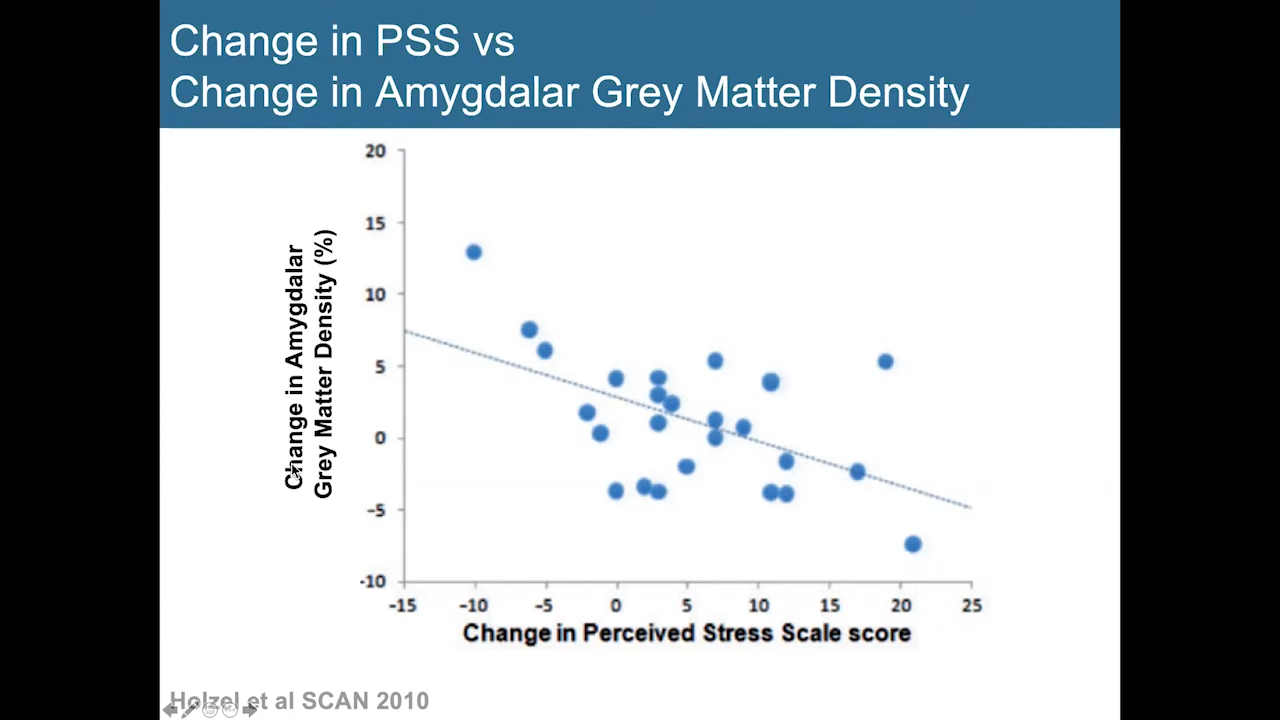 Change in PSS vs
Change in Amygdalar Grey Matter Density
20
15
10
5
0
-5
-10
Change in Amygdalar
Grey Matter Density (%)
-15 -10 -5 0 5 10 15 20 25
Change in Perceived Stress Scale score
Holzel et al SCAN 2010